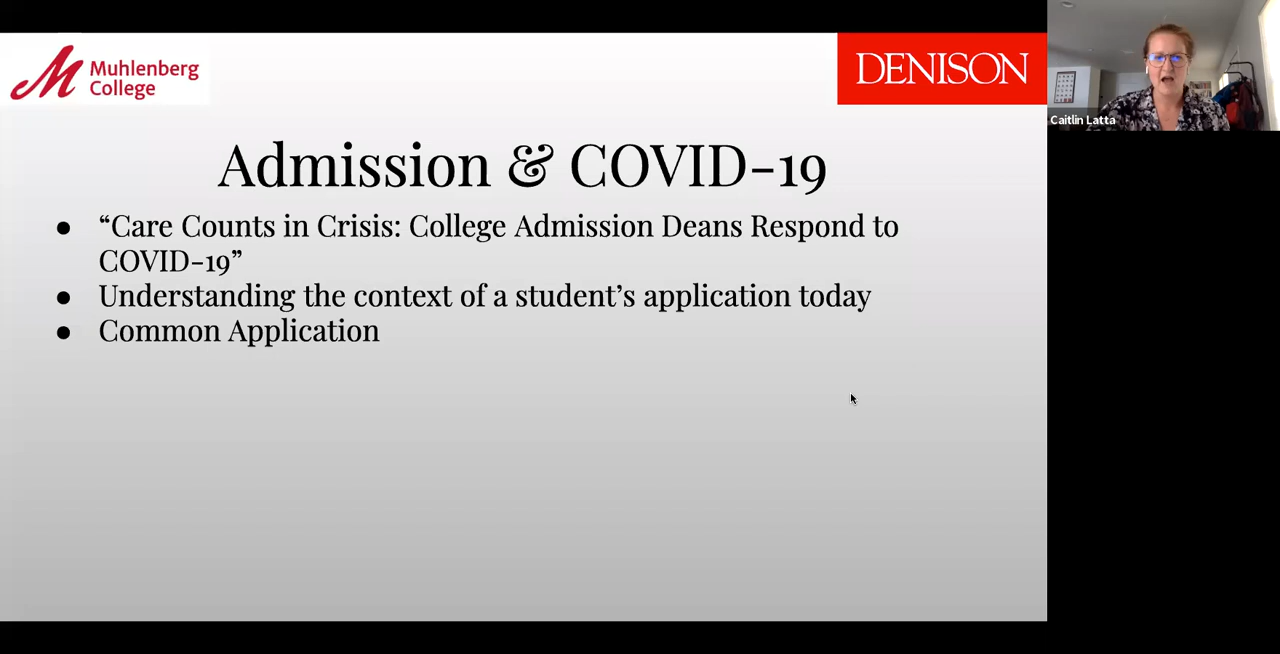 Muhlenberg
College
DENISON
Caitlin Latta
Admission & COVID-19
● “Care Counts in Crisis: College Admission Deans Respond to
COVID-19”
● Understanding the context of a student’s application today
● Common Application